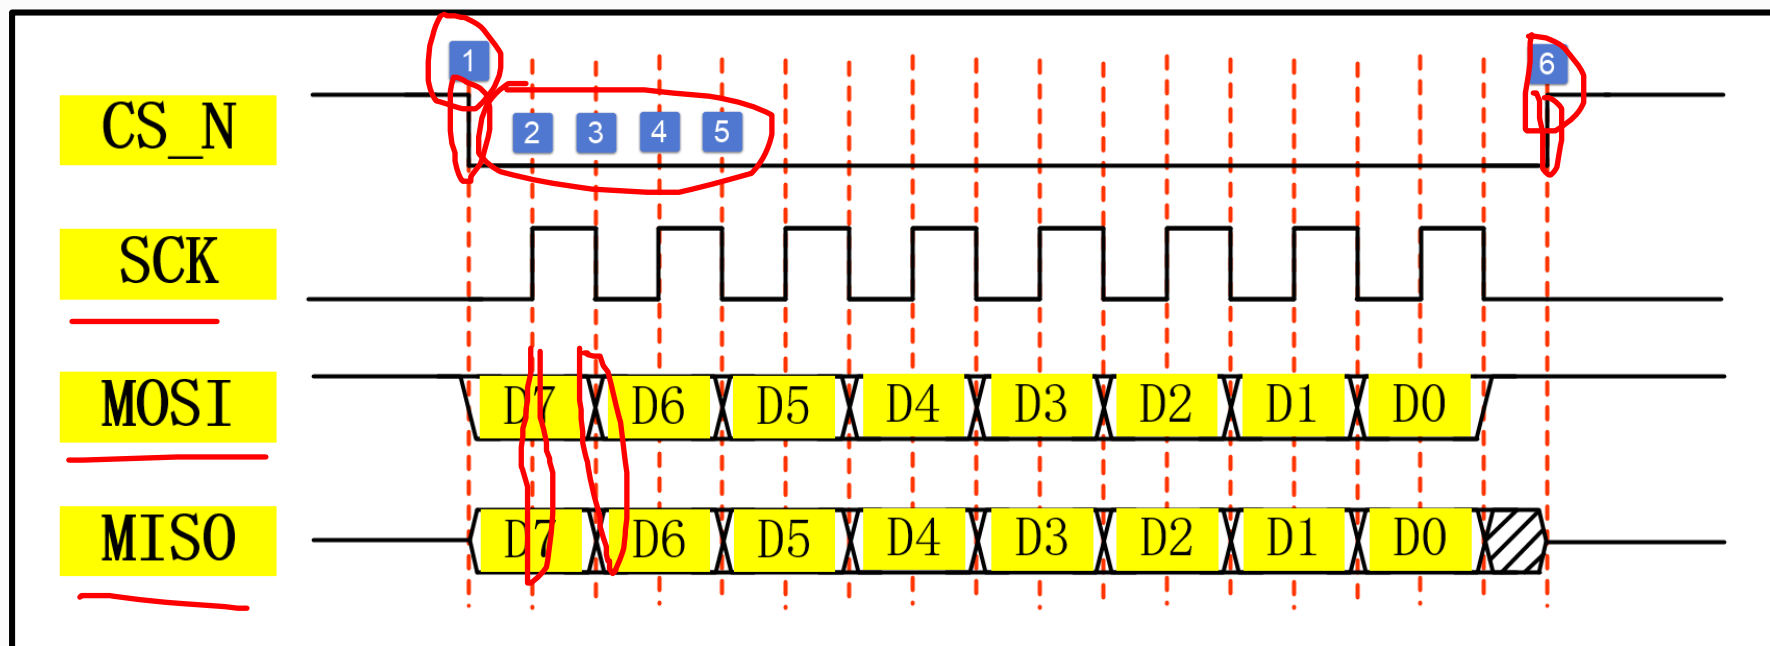 1 6
CS_N 2 3 4 5
SCK
MOSI D7 D6 D5 D4 D3 D2 D1 D0
MISO D7 D6 D5 D4 D3 D2 D1 D0